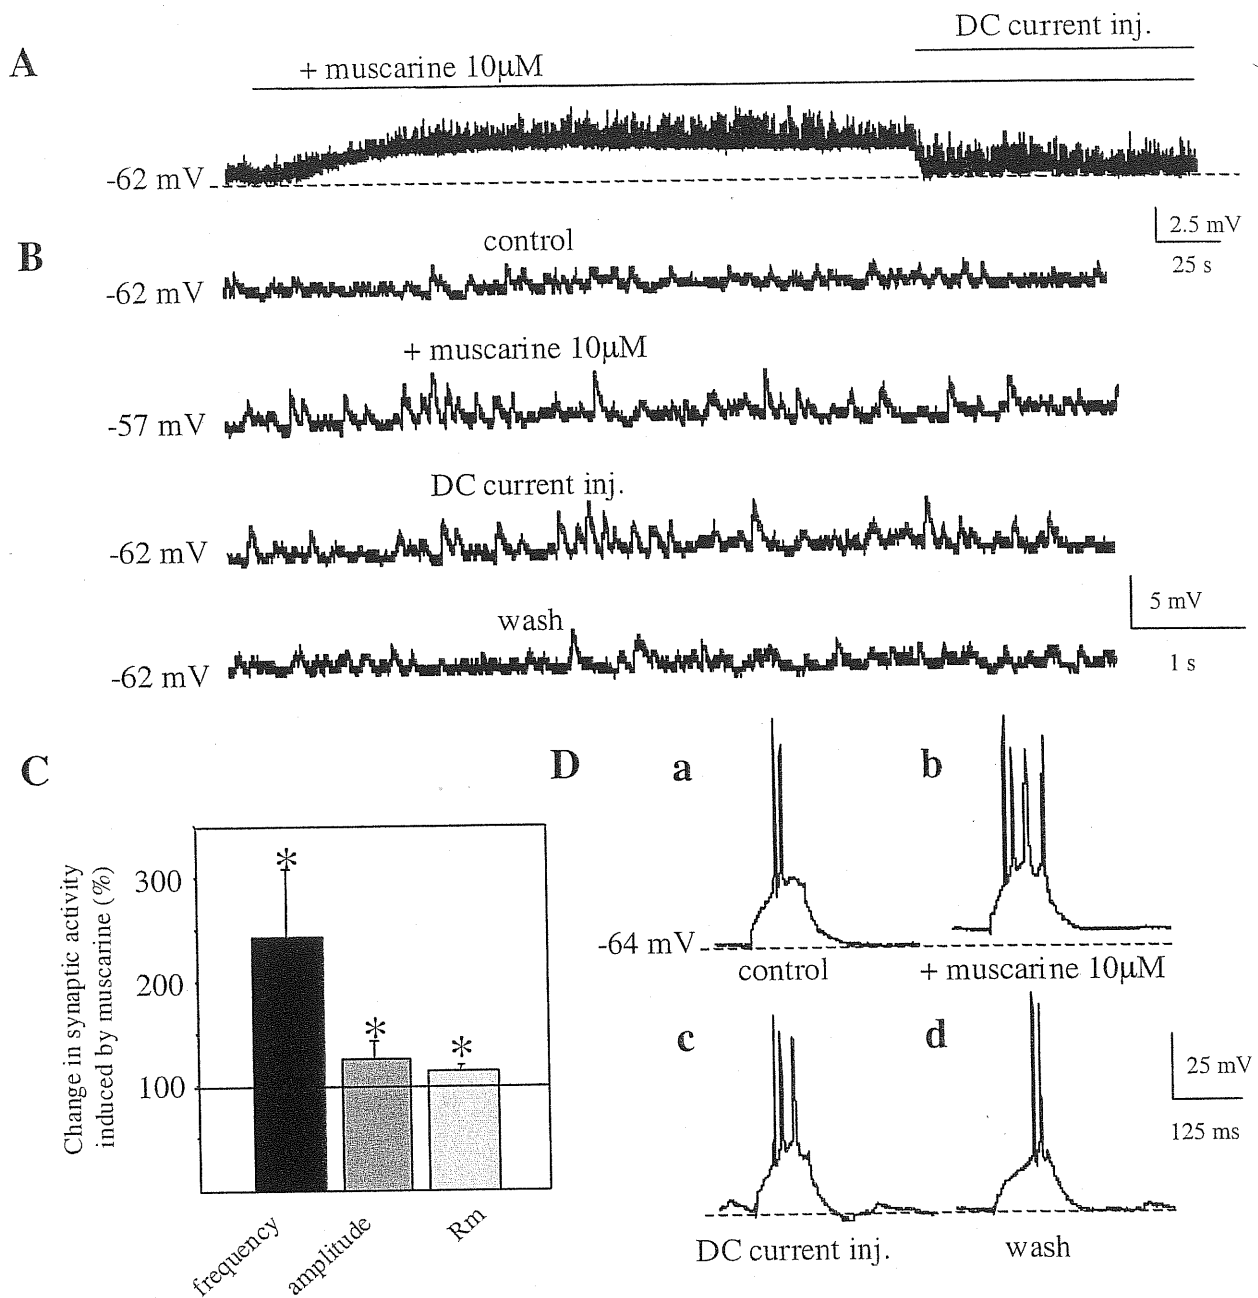 DC current inj.
A
+ muscarine 10μM
-62 mV
2.5 mV
25 s
B
control
-62 mV
+ muscarine 10μM
-57 mV
DC current inj.
-62 mV
5 mV
1 s
wash
-62 mV
C
Change in synaptic activity
induced by muscarine (%)
300
200
100
*
*
*
frequency
amplitude
Rm
D
a
b
-64 mV
control
+ muscarine 10μM
c
d
25 mV
125 ms
DC current inj.
wash